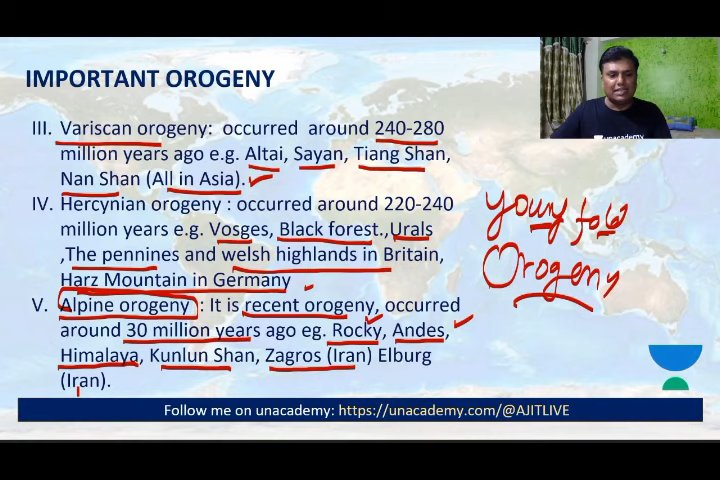 IMPORTANT OROGENY
III. Variscan orogeny: occurred around 240-280
million years ago e.g. Altai, Sayan, Tiang Shan,
Nan Shan (All in Asia).
IV. Hercynian orogeny : occurred around 220-240
million years e.g. Vosges, Black forest.,Urals
,The pennines and welsh highlands in Britain,
Harz Mountain in Germany
V. Alpine orogeny : It is recent orogeny, occurred
around 30 million years ago eg. Rocky, Andes,
Himalaya, Kunlun Shan, Zagros (Iran) Elburg
(Iran).
young fold
Orogeny
unacademy
Follow me on unacademy: https://unacademy.com/@AJITLIVE